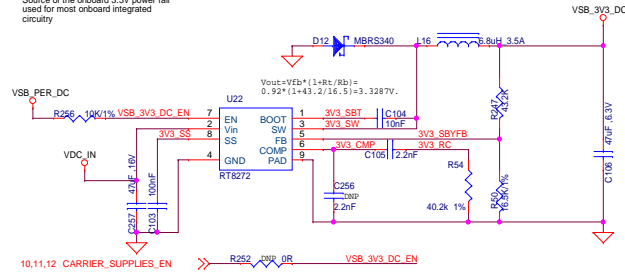 Source of the onboard 3.3V power rail
used for most onboard integrated
circuitry
VSB_3V3_DC
D12 MBRS340
L16 6.8uH_3.5A
Vout=Vfb*(1+Rt/Rb)=
0.92*(1+43.2/16.5)=3.3287V.
VSB_PER_DC
R256 10K/1% VSB_3V3_DC_EN
U22
7 EN
2 Vin
8 SS
4 GND
BOOT 1
SW 3
FB 5
COMP 6
PAD 9
RT8272
3V3_SS
3V3_SBT
3V3_SW
C104
10nF
3V3_SBYFB
3V3_CMP
3V3_RC
C105 2.2nF
R247
43.2K
R50
16.5K/1%
R54
40.2k 1%
C256
DNP
2.2nF
C106
47uF ,6.3V
VDC_IN
C257
47uF ,16V
C103
100nF
10,11,12 CARRIER_SUPPLIES_EN
R252 DNP 0R VSB_3V3_DC_EN